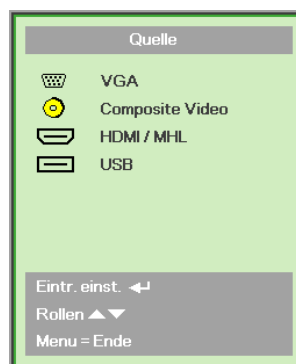 Quelle
VGA
Composite Video
HDMI / MHL
USB
Eintr. einst.
Rollen
Menu = Ende